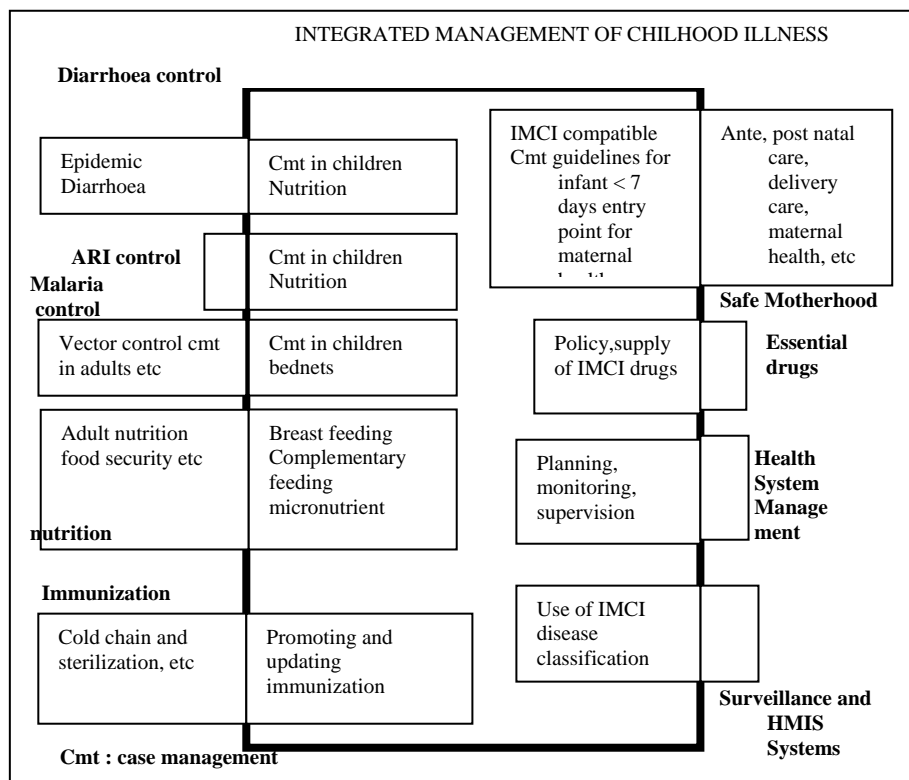 INTEGRATED MANAGEMENT OF CHILHOOD ILLNESS
Diarrhoea control
Epidemic
Diarrhoea
Cmt in children
Nutrition
ARI control
Cmt in children
Nutrition
Malaria
control
Vector control cmt
in adults etc
Cmt in children
bednets
Adult nutrition
food security etc
Breast feeding
Complementary
feeding
micronutrient
nutrition
Immunization
Cold chain and
sterilization, etc
Promoting and
updating
immunization
Cmt : case management
IMCI compatible
Cmt guidelines for
infant < 7
days entry
point for
maternal
Ante, post natal
care,
delivery
care,
maternal
health, etc
Safe Motherhood
Policy,supply
of IMCI drugs
Essential
drugs
Planning,
monitoring,
supervision
Health
System
Manage
ment
Use of IMCI
disease
classification
Surveillance and
HMIS
Systems